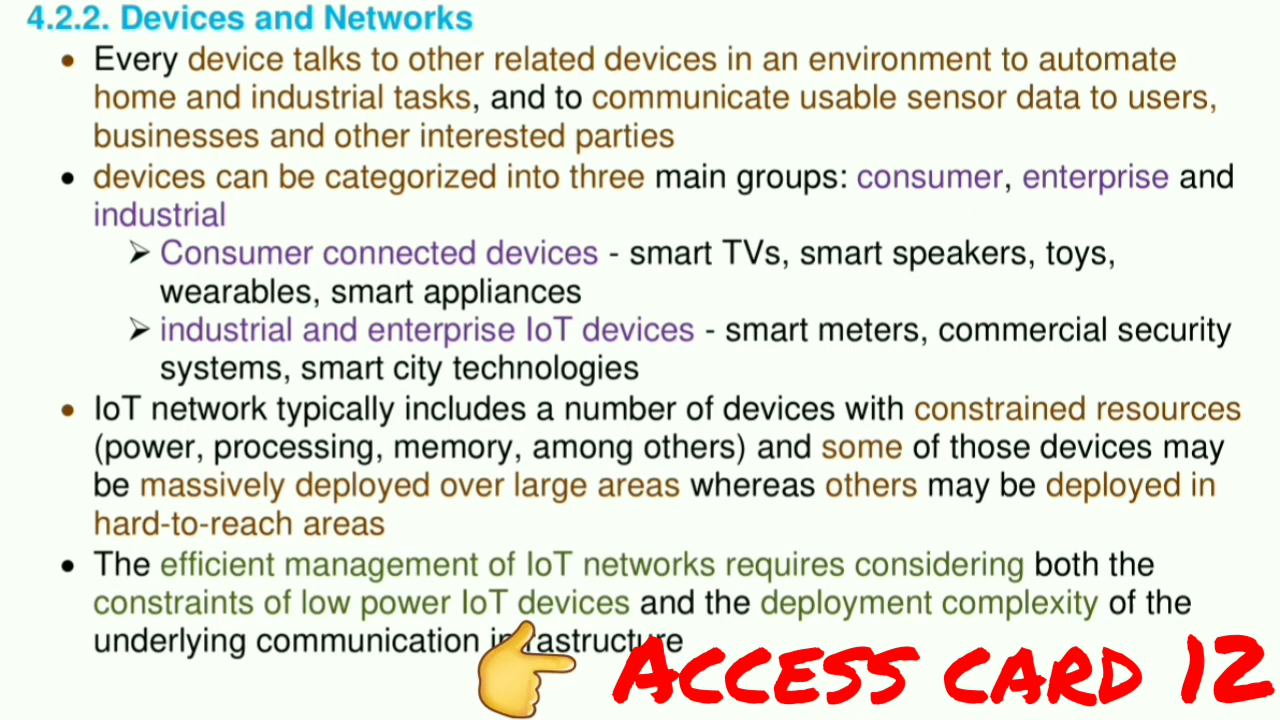 4.2.2. Devices and Networks
• Every device talks to other related devices in an environment to automate
home and industrial tasks, and to communicate usable sensor data to users,
businesses and other interested parties
• devices can be categorized into three main groups: consumer, enterprise and
industrial
➢ Consumer connected devices - smart TVs, smart speakers, toys,
wearables, smart appliances
➢ industrial and enterprise IoT devices - smart meters, commercial security
systems, smart city technologies
• IoT network typically includes a number of devices with constrained resources
(power, processing, memory, among others) and some of those devices may
be massively deployed over large areas whereas others may be deployed in
hard-to-reach areas
• The efficient management of IoT networks requires considering both the
constraints of low power IoT devices and the deployment complexity of the
underlying communication infrastructure
Access card 12